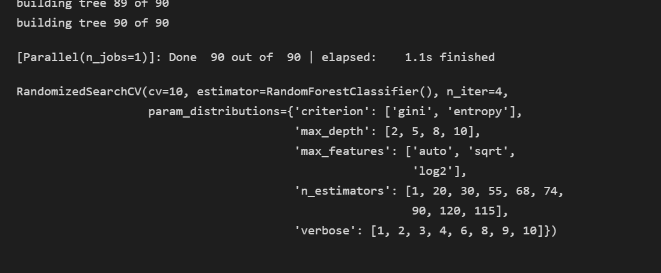 building tree 89 of 90
building tree 90 of 90
[Parallel(n_jobs=1)]: Done  90 out of  90 | elapsed:    1.1s finished
RandomizedSearchCV(cv=10, estimator=RandomForestClassifier(), n_iter=4,
param_distributions={'criterion': ['gini', 'entropy'],
'max_depth': [2, 5, 8, 10],
'max_features': ['auto', 'sqrt',
'log2'],
'n_estimators': [1, 20, 30, 55, 68, 74,
90, 120, 115],
'verbose': [1, 2, 3, 4, 6, 8, 9, 10]})